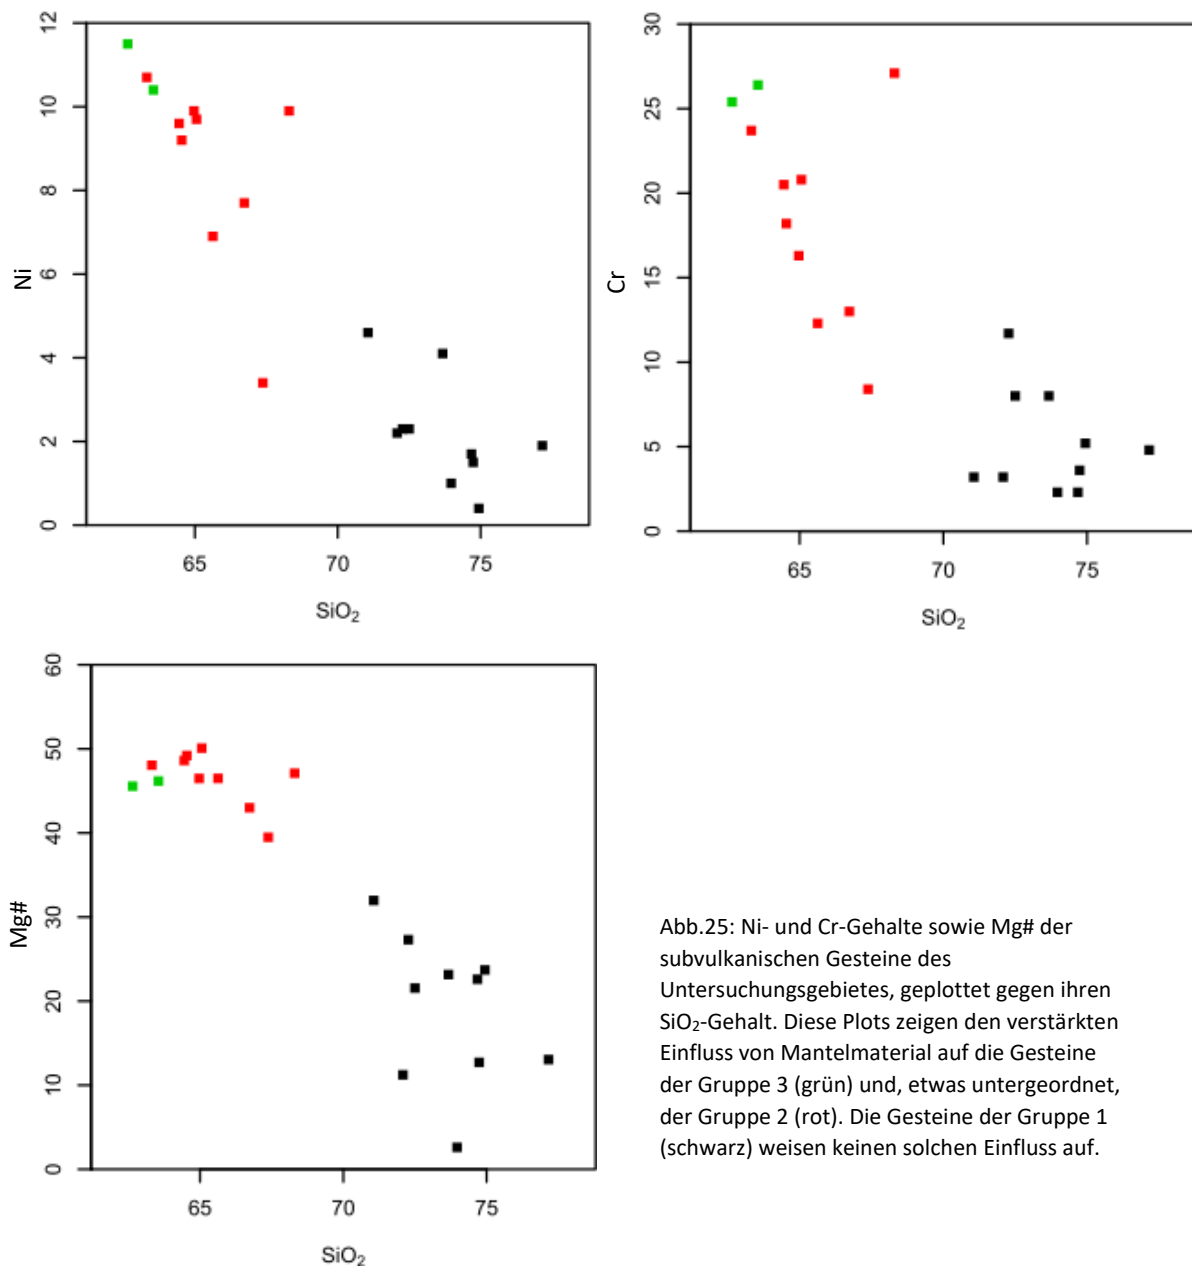 12
10
8
6
4
2
0
Ni
65
70
75
SiO₂
30
25
20
15
10
5
0
Cr
65
70
75
SiO₂
60
50
40
30
20
10
0
Mg#
65
70
75
SiO₂
Abb.25: Ni- und Cr-Gehalte sowie Mg# der
subvulkanischen Gesteine des
Untersuchungsgebietes, geplottet gegen ihren
SiO₂-Gehalt. Diese Plots zeigen den verstärkten
Einfluss von Mantelmaterial auf die Gesteine
der Gruppe 3 (grün) und, etwas untergeordnet,
der Gruppe 2 (rot). Die Gesteine der Gruppe 1
(schwarz) weisen keinen solchen Einfluss auf.